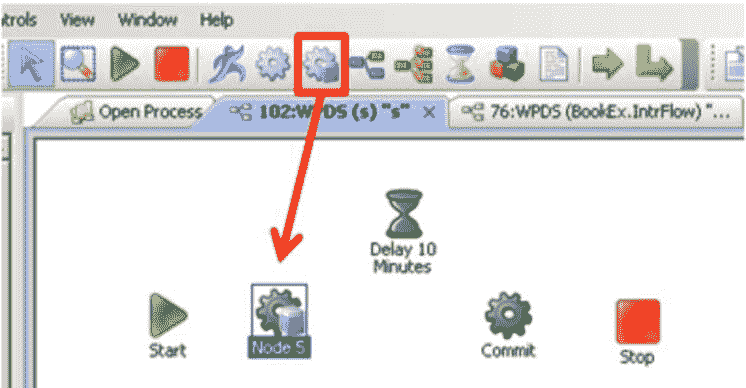 trols View Window Help
Open Process 102:WPDS (s) "s" 76:WPDS (BookEx.IntrFlow) "...
Delay 10
Minutes
Start Node 5 Commit Stop